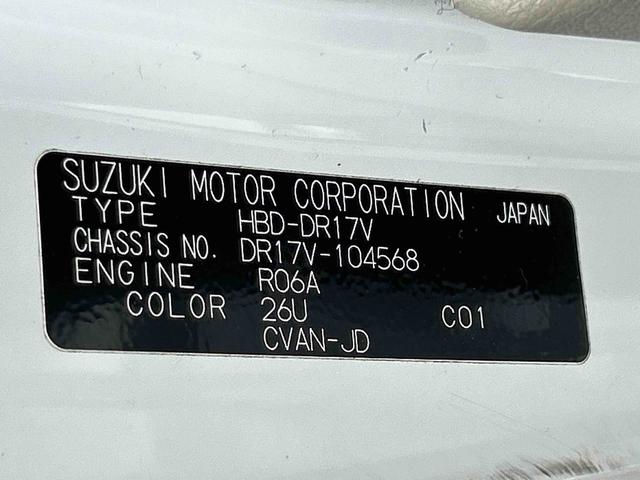 SUZUKI MOTOR CORPORATION JAPAN
TYPE HBD-DR17V
CHASSIS NO. DR17V-104568
ENGINE R06A
COLOR 26U C01
CVAN-JD